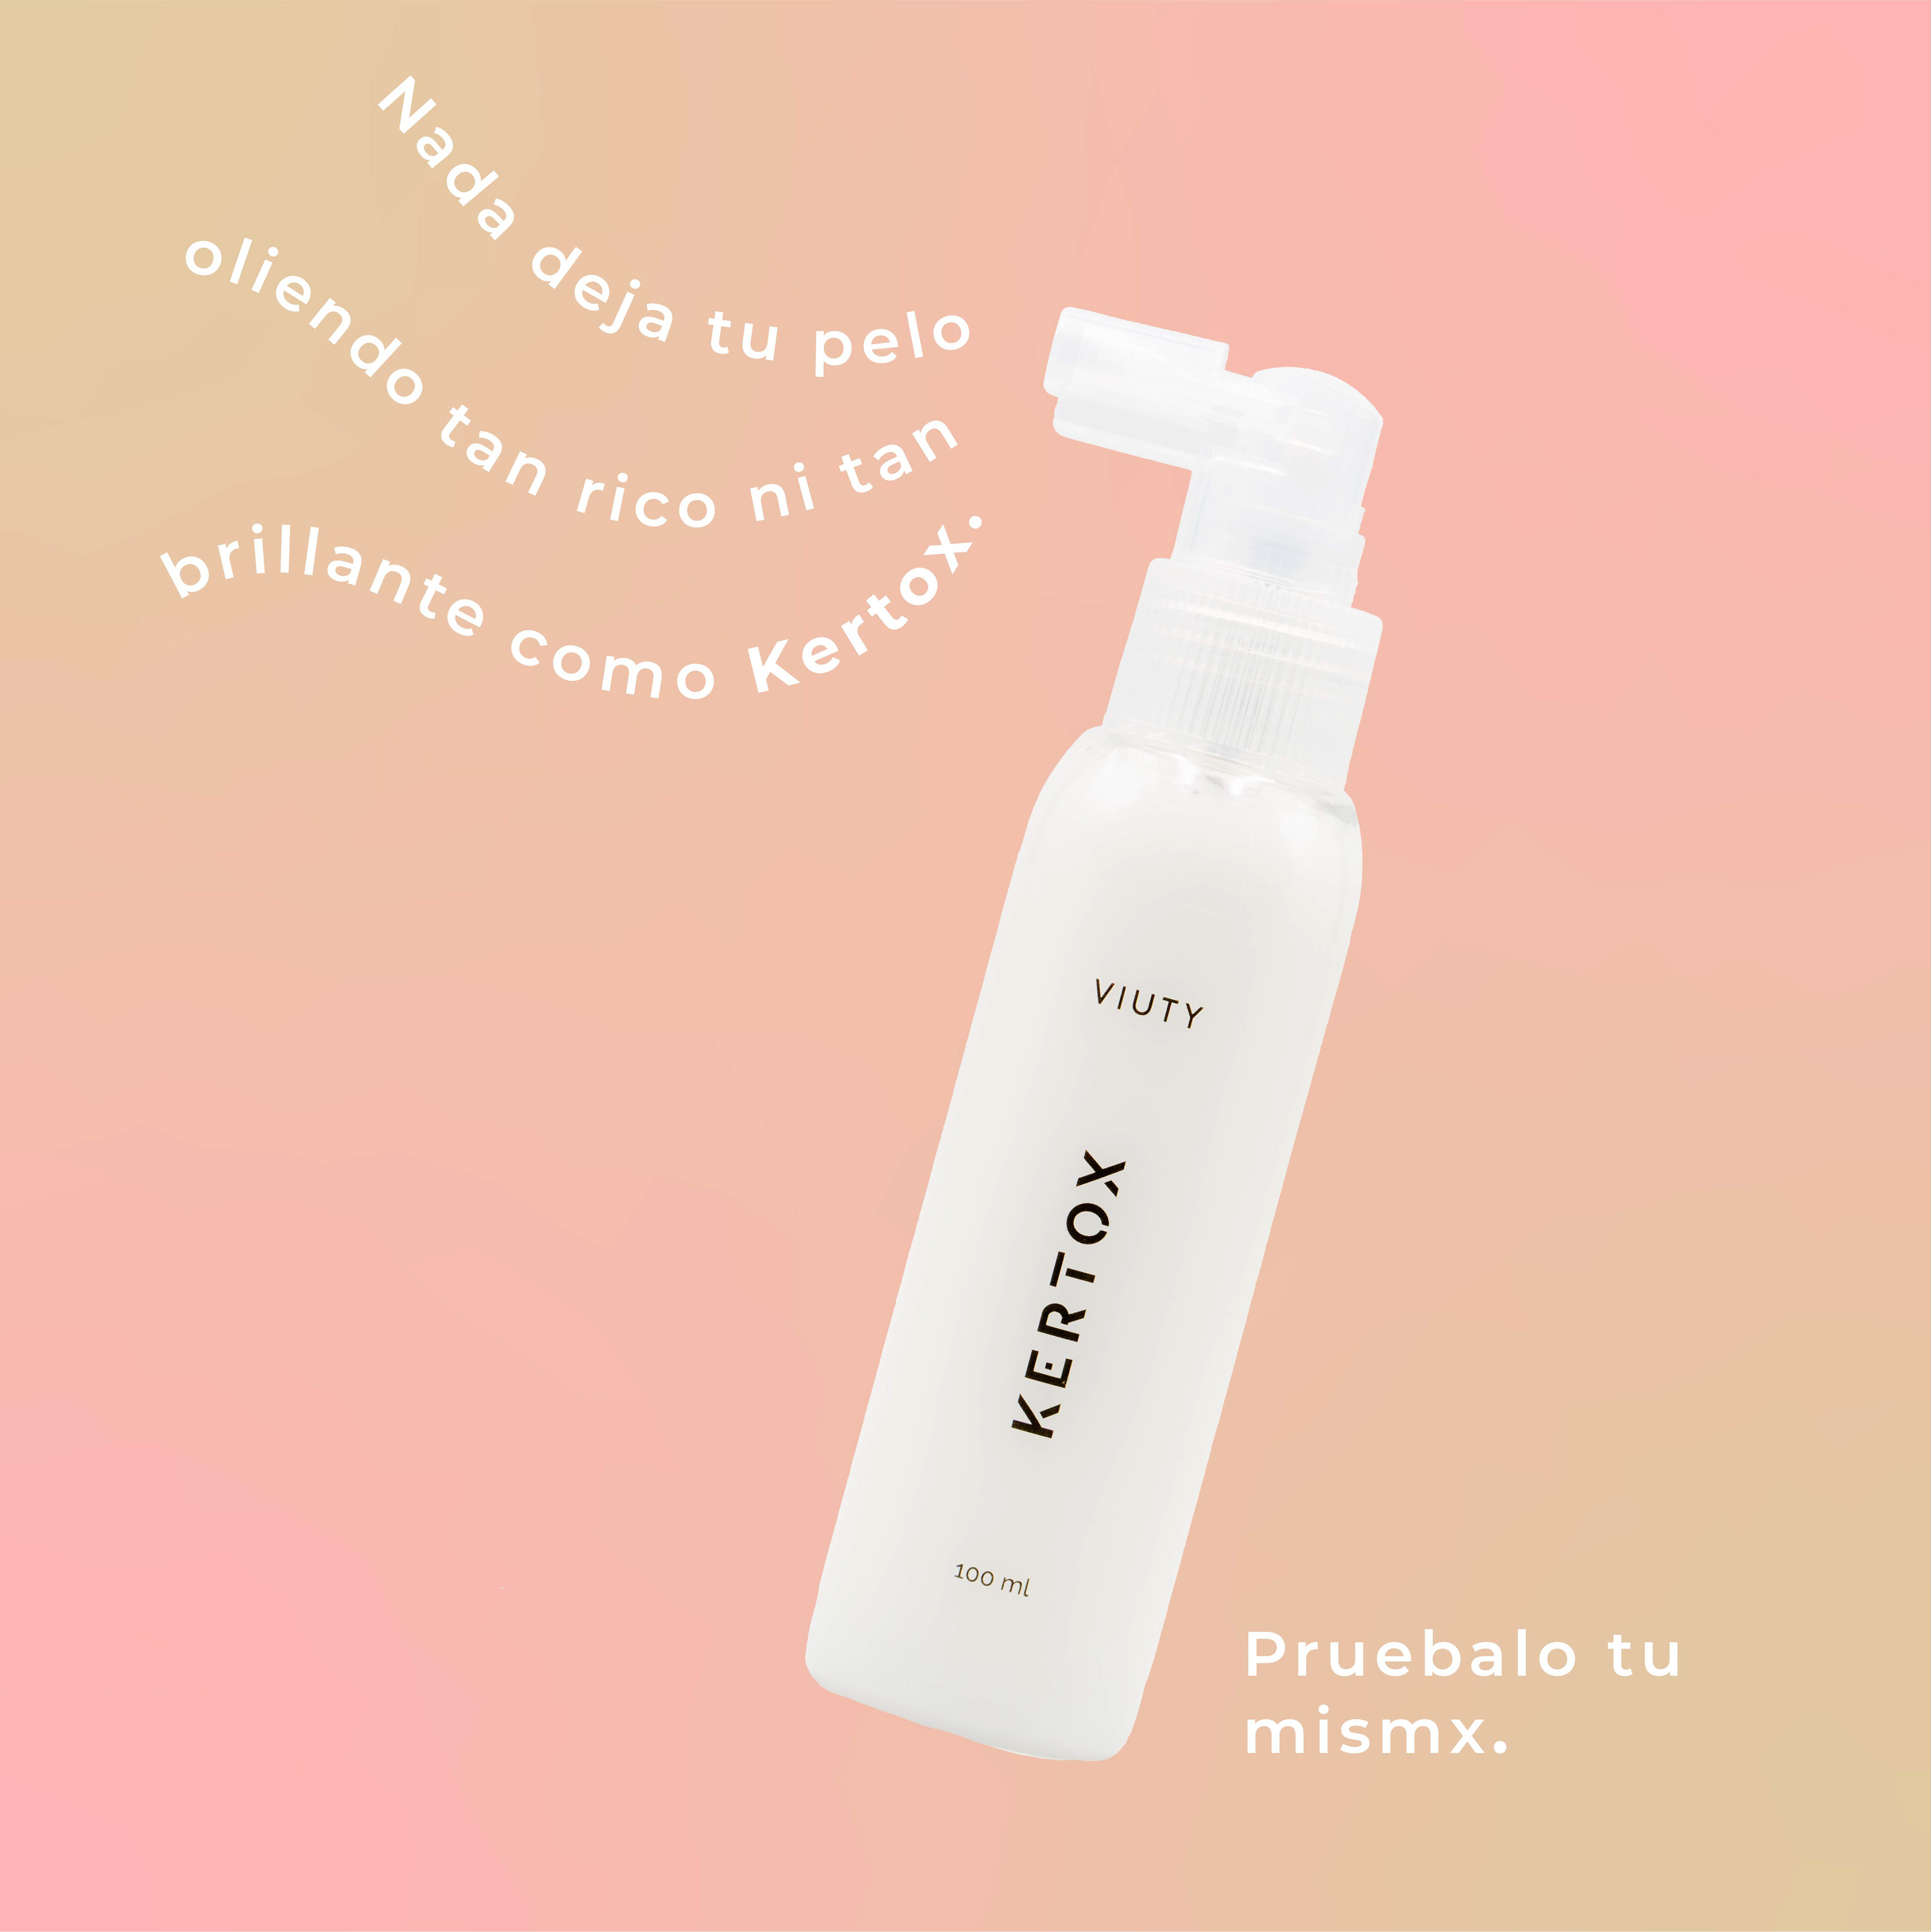 Nada deja tu pelo
oliendo tan rico ni tan
brillante como Kertox.
VIUTY
KERTOX
100 ml
Pruebalo tu
mismx.